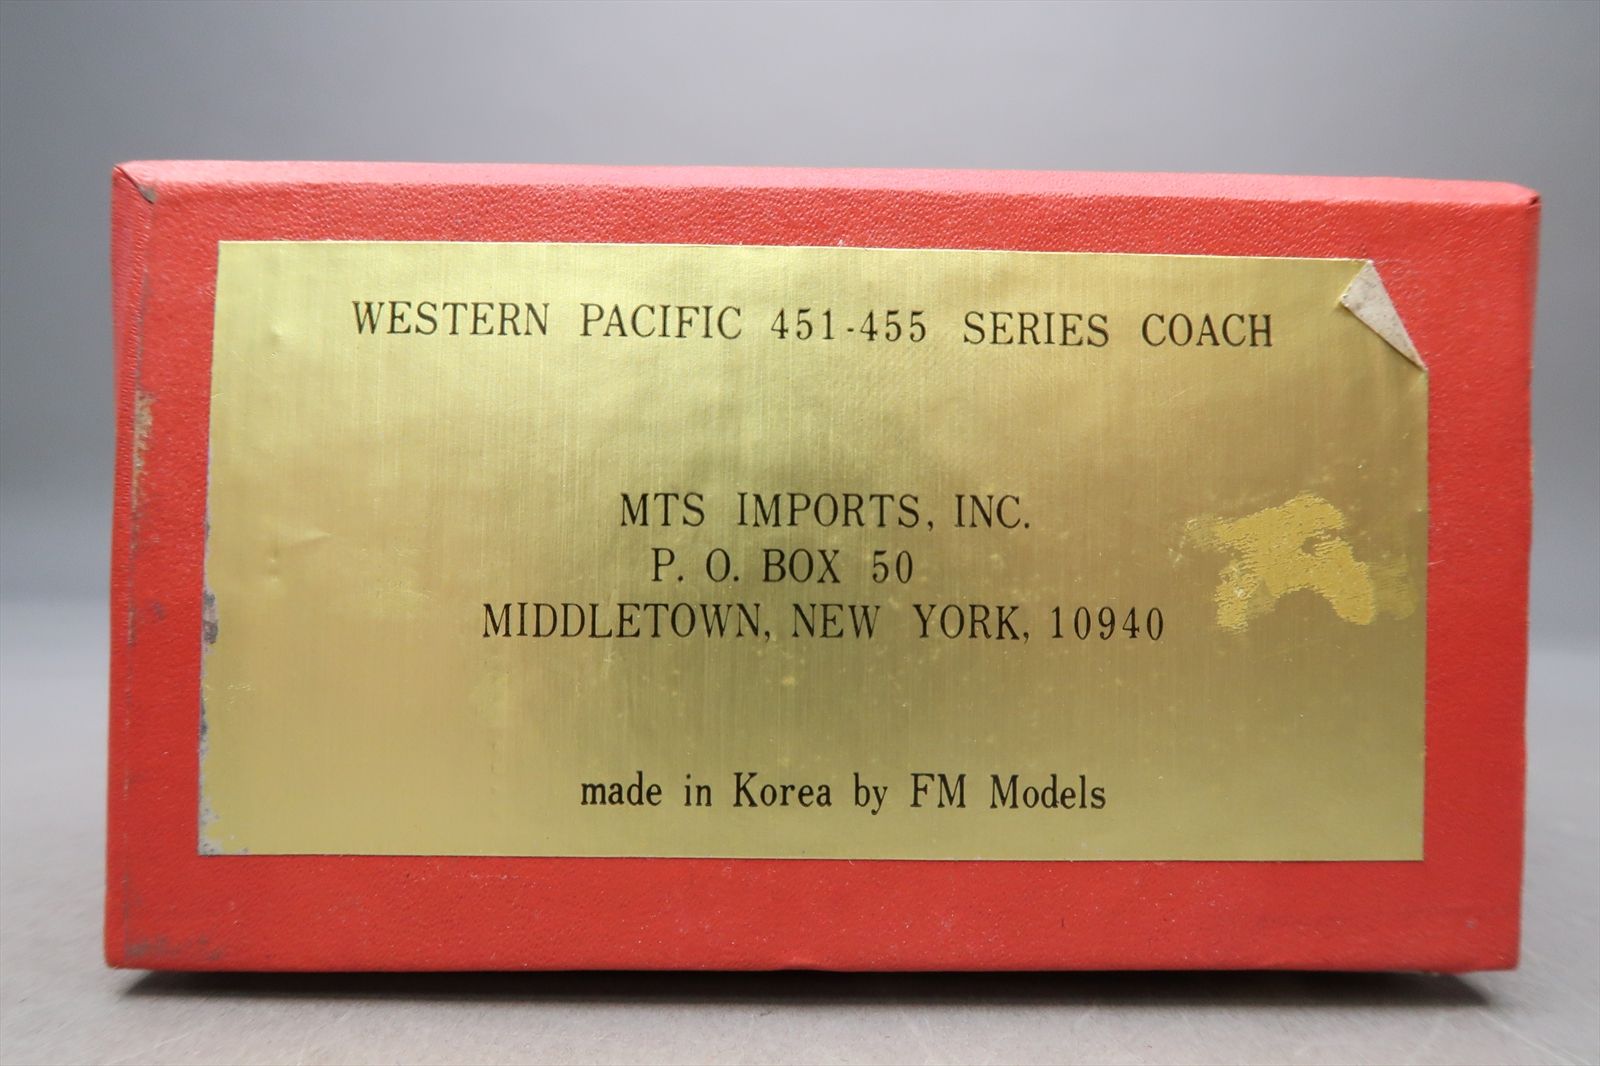 WESTERN PACIFIC 451-455 SERIES COACH
MTS IMPORTS, INC.
P. O. BOX 50
MIDDLETOWN, NEW YORK, 10940
made in Korea by FM Models